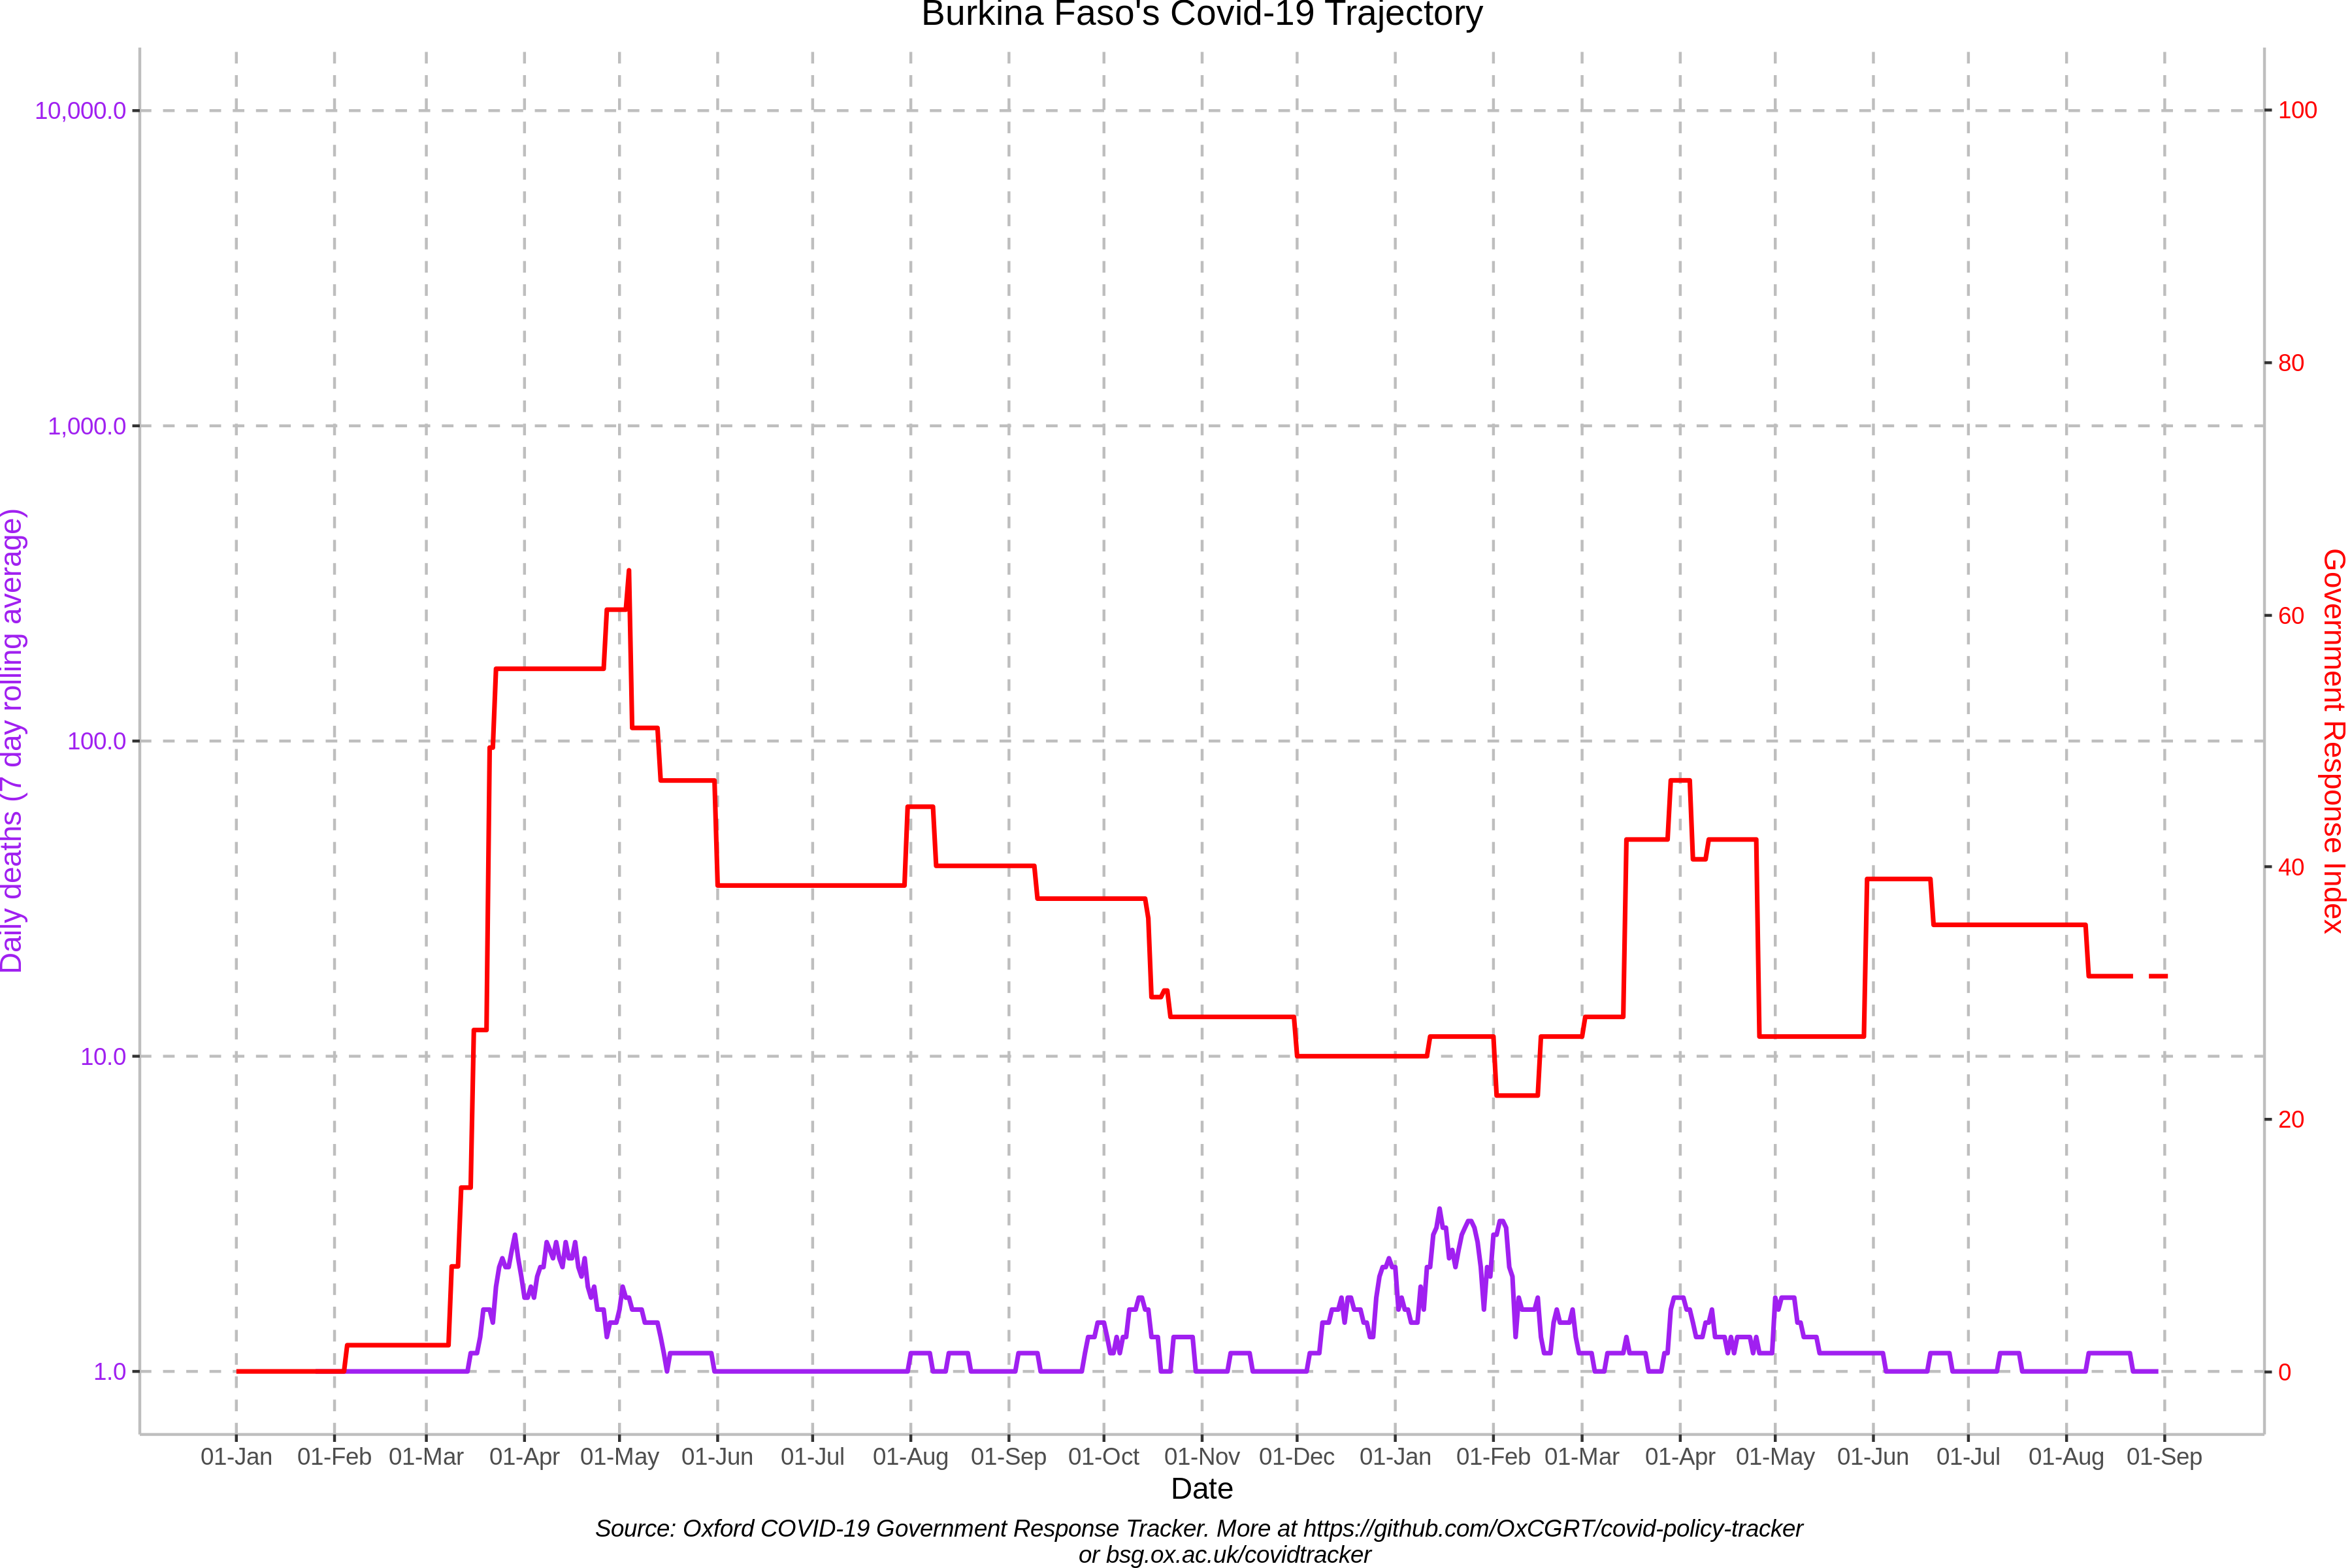 Burkina Faso's Covid-19 Trajectory
Daily deaths (7 day rolling average)
10,000.0
1,000.0
100.0
10.0
1.0
100
80
60
40
20
0
Government Response Index
01-Jan 01-Feb 01-Mar 01-Apr 01-May 01-Jun 01-Jul 01-Aug 01-Sep 01-Oct 01-Nov 01-Dec 01-Jan 01-Feb 01-Mar 01-Apr 01-May 01-Jun 01-Jul 01-Aug 01-Sep
Date
Source: Oxford COVID-19 Government Response Tracker. More at https://github.com/OxCGRT/covid-policy-tracker
or bsg.ox.ac.uk/covidtracker